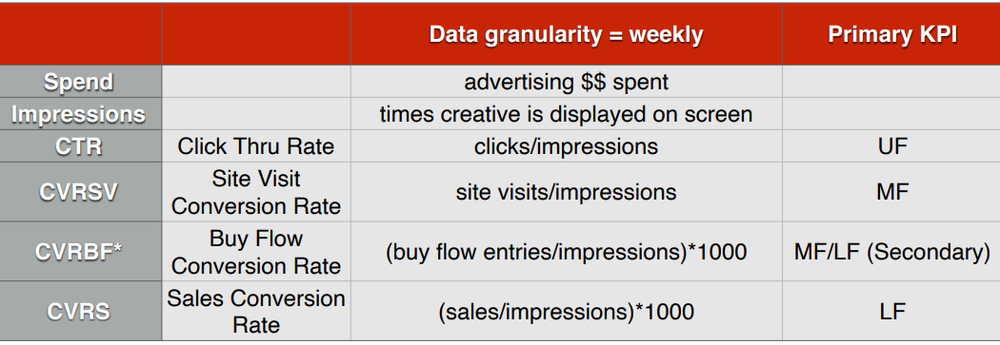 Data granularity = weekly Primary KPI
Spend advertising $$ spent
Impressions times creative is displayed on screen
CTR Click Thru Rate clicks/impressions UF
CVRSV Site Visit Conversion Rate site visits/impressions MF
CVRBF* Buy Flow Conversion Rate (buy flow entries/impressions)*1000 MF/LF (Secondary)
CVRS Sales Conversion Rate (sales/impressions)*1000 LF